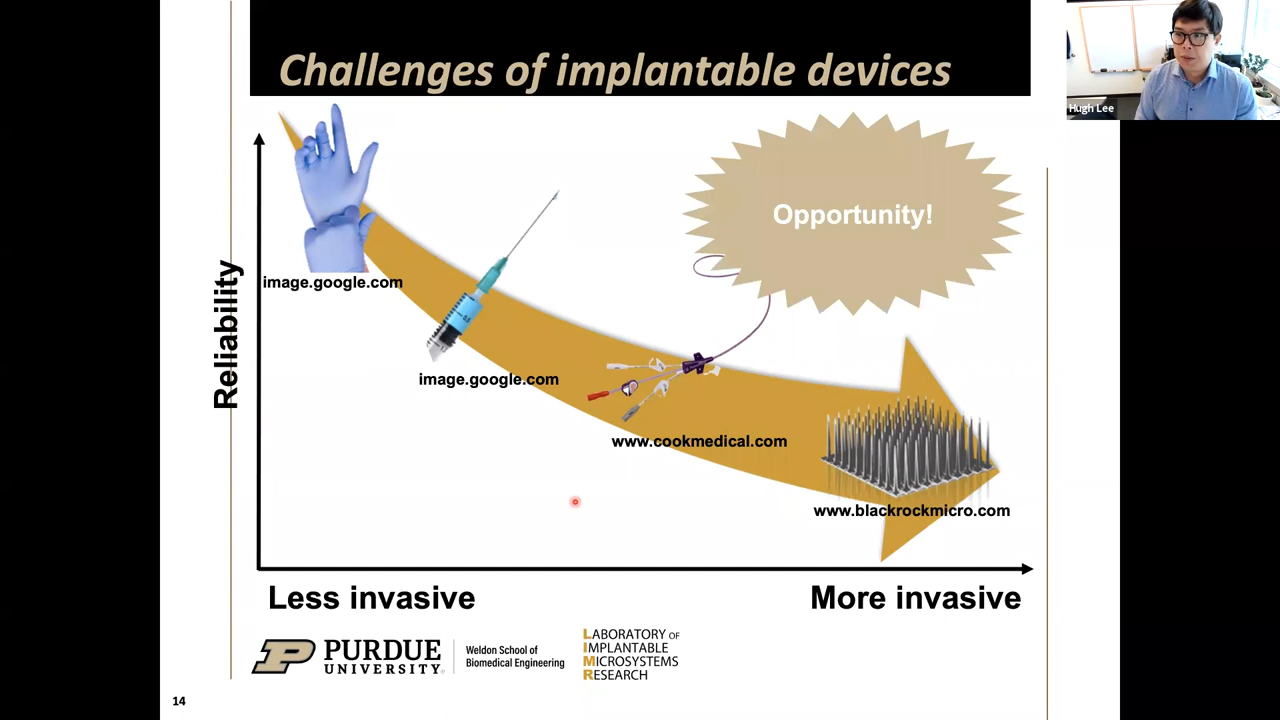 Challenges of implantable devices
Hugh Lee
Opportunity!
Reliability
image.google.com
image.google.com
www.cookmedical.com
www.blackrockmicro.com
Less invasive
More invasive
PURDUE
UNIVERSITY
Weldon School of
Biomedical Engineering
LABORATORY OF
IMPLANTABLE
MICROSYSTEMS
RESEARCH
14